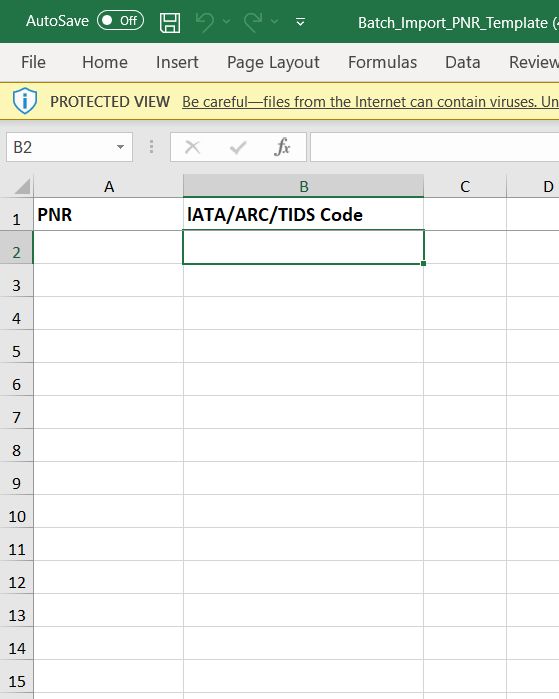 AutoSave Off Batch_Import_PNR_Template (
File Home Insert Page Layout Formulas Data Review
PROTECTED VIEW Be careful—files from the Internet can contain viruses. Un
B2 fx
A B C D
1 PNR IATA/ARC/TIDS Code
2
3
4
5
6
7
8
9
10
11
12
13
14
15